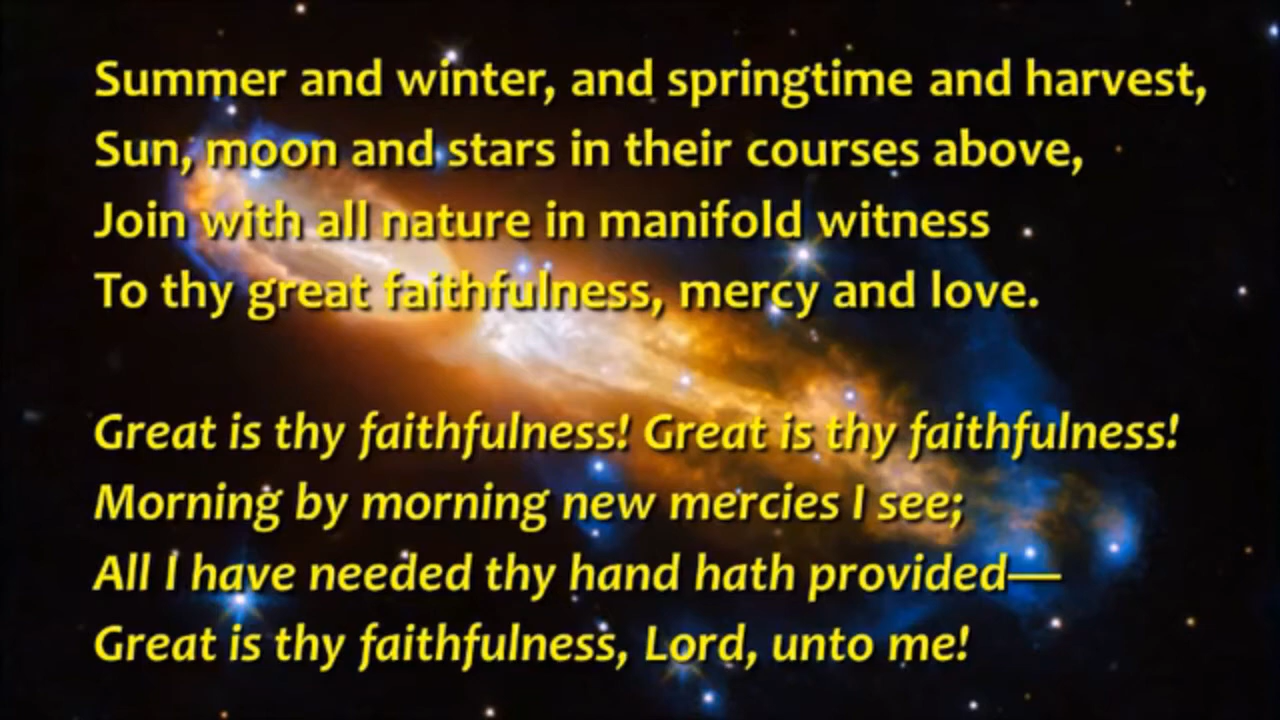 Summer and winter, and springtime and harvest,
Sun, moon and stars in their courses above,
Join with all nature in manifold witness
To thy great faithfulness, mercy and love.
Great is thy faithfulness! Great is thy faithfulness!
Morning by morning new mercies I see;
All I have needed thy hand hath provided—
Great is thy faithfulness, Lord, unto me!